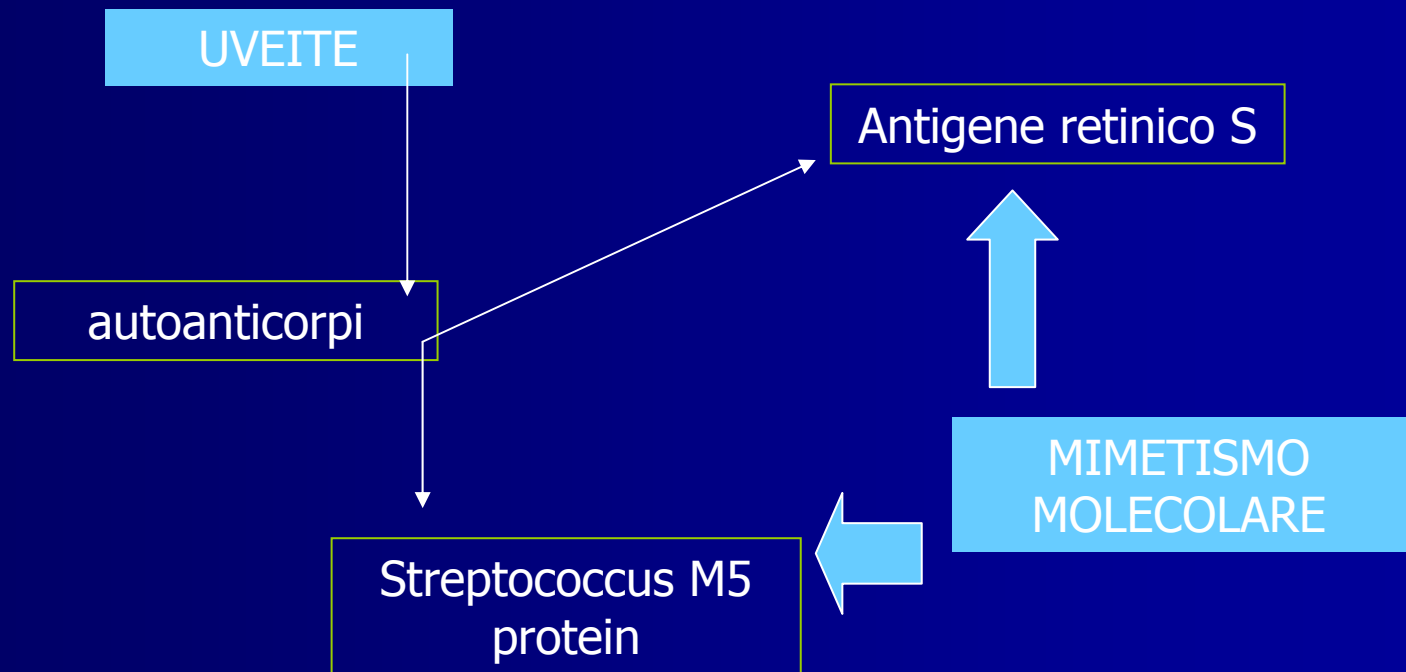 UVEITE
Antigene retinico S
autoanticorpi
MIMETISMO
MOLECOLARE
Streptococcus M5
protein